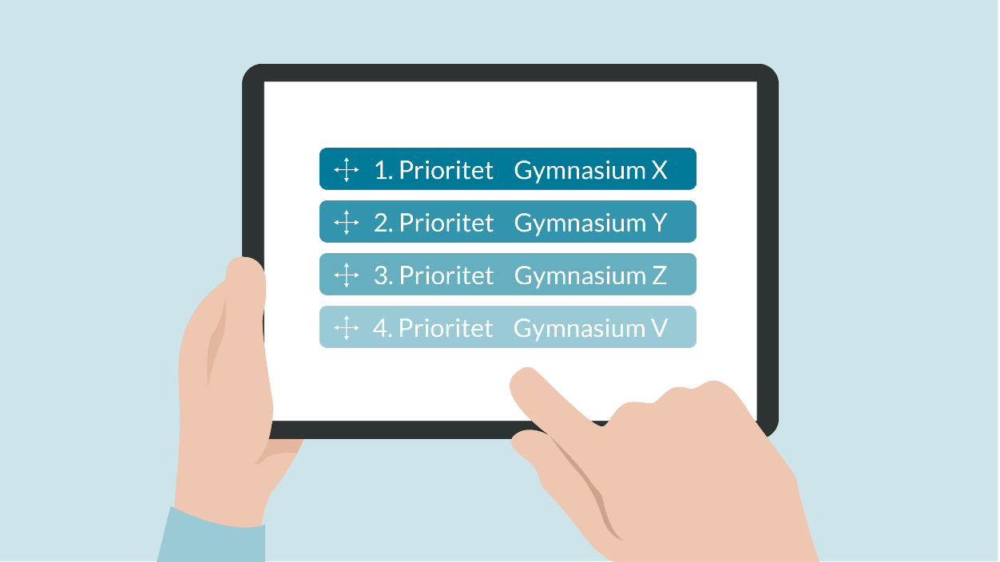 1. Prioritet Gymnasium X
2. Prioritet Gymnasium Y
3. Prioritet Gymnasium Z
4. Prioritet Gymnasium V